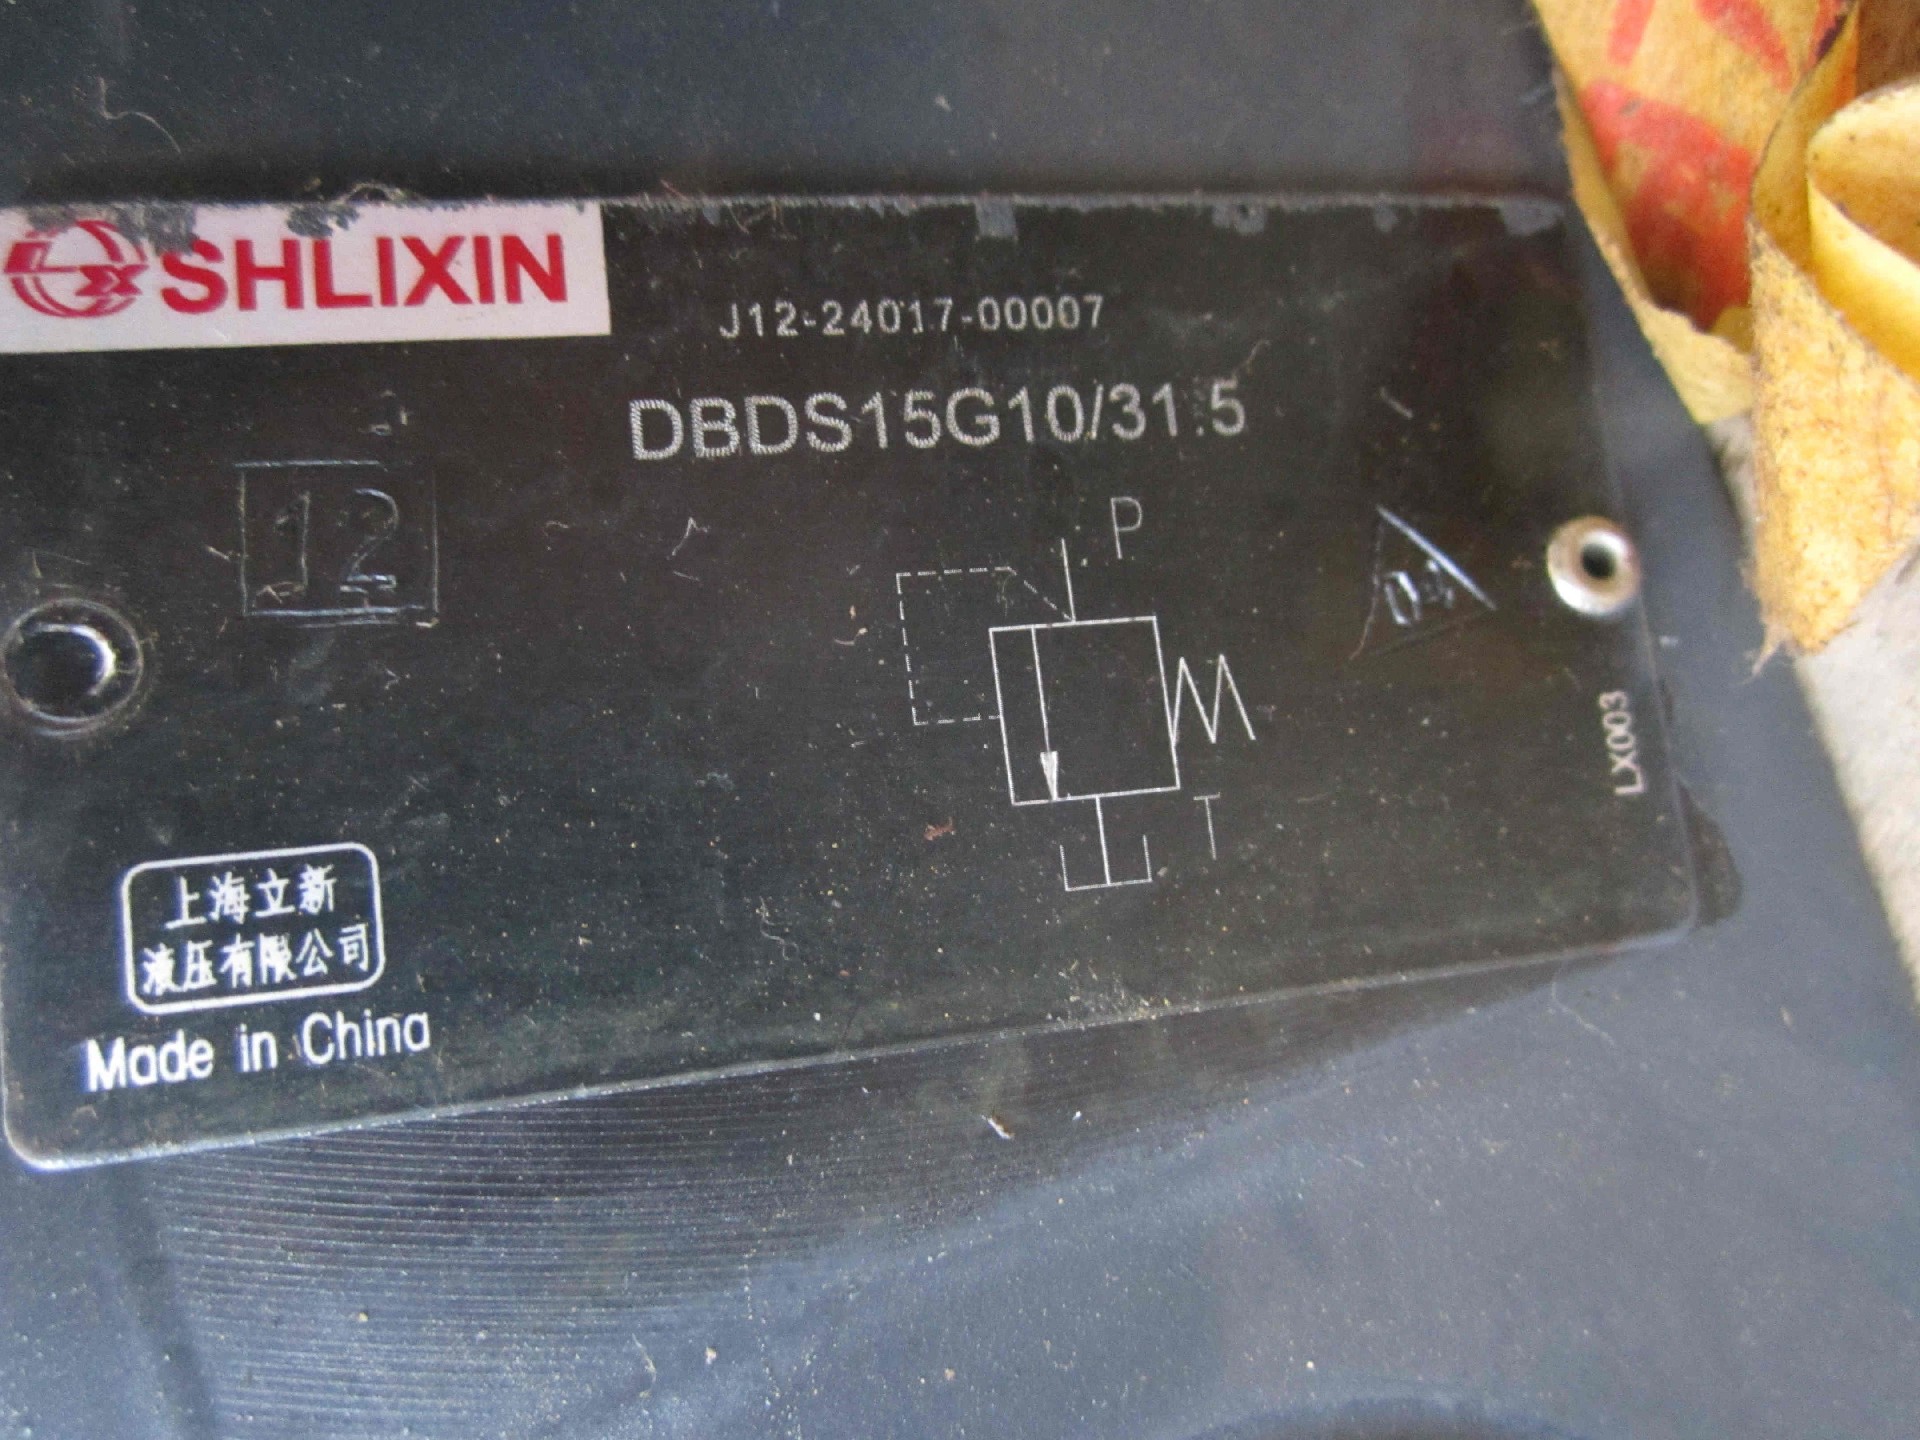 SHLIXIN
J12-24017-00007
DBDS15G10/31.5
12
P
T
LX003
上海立新
液压有限公司
Made in China